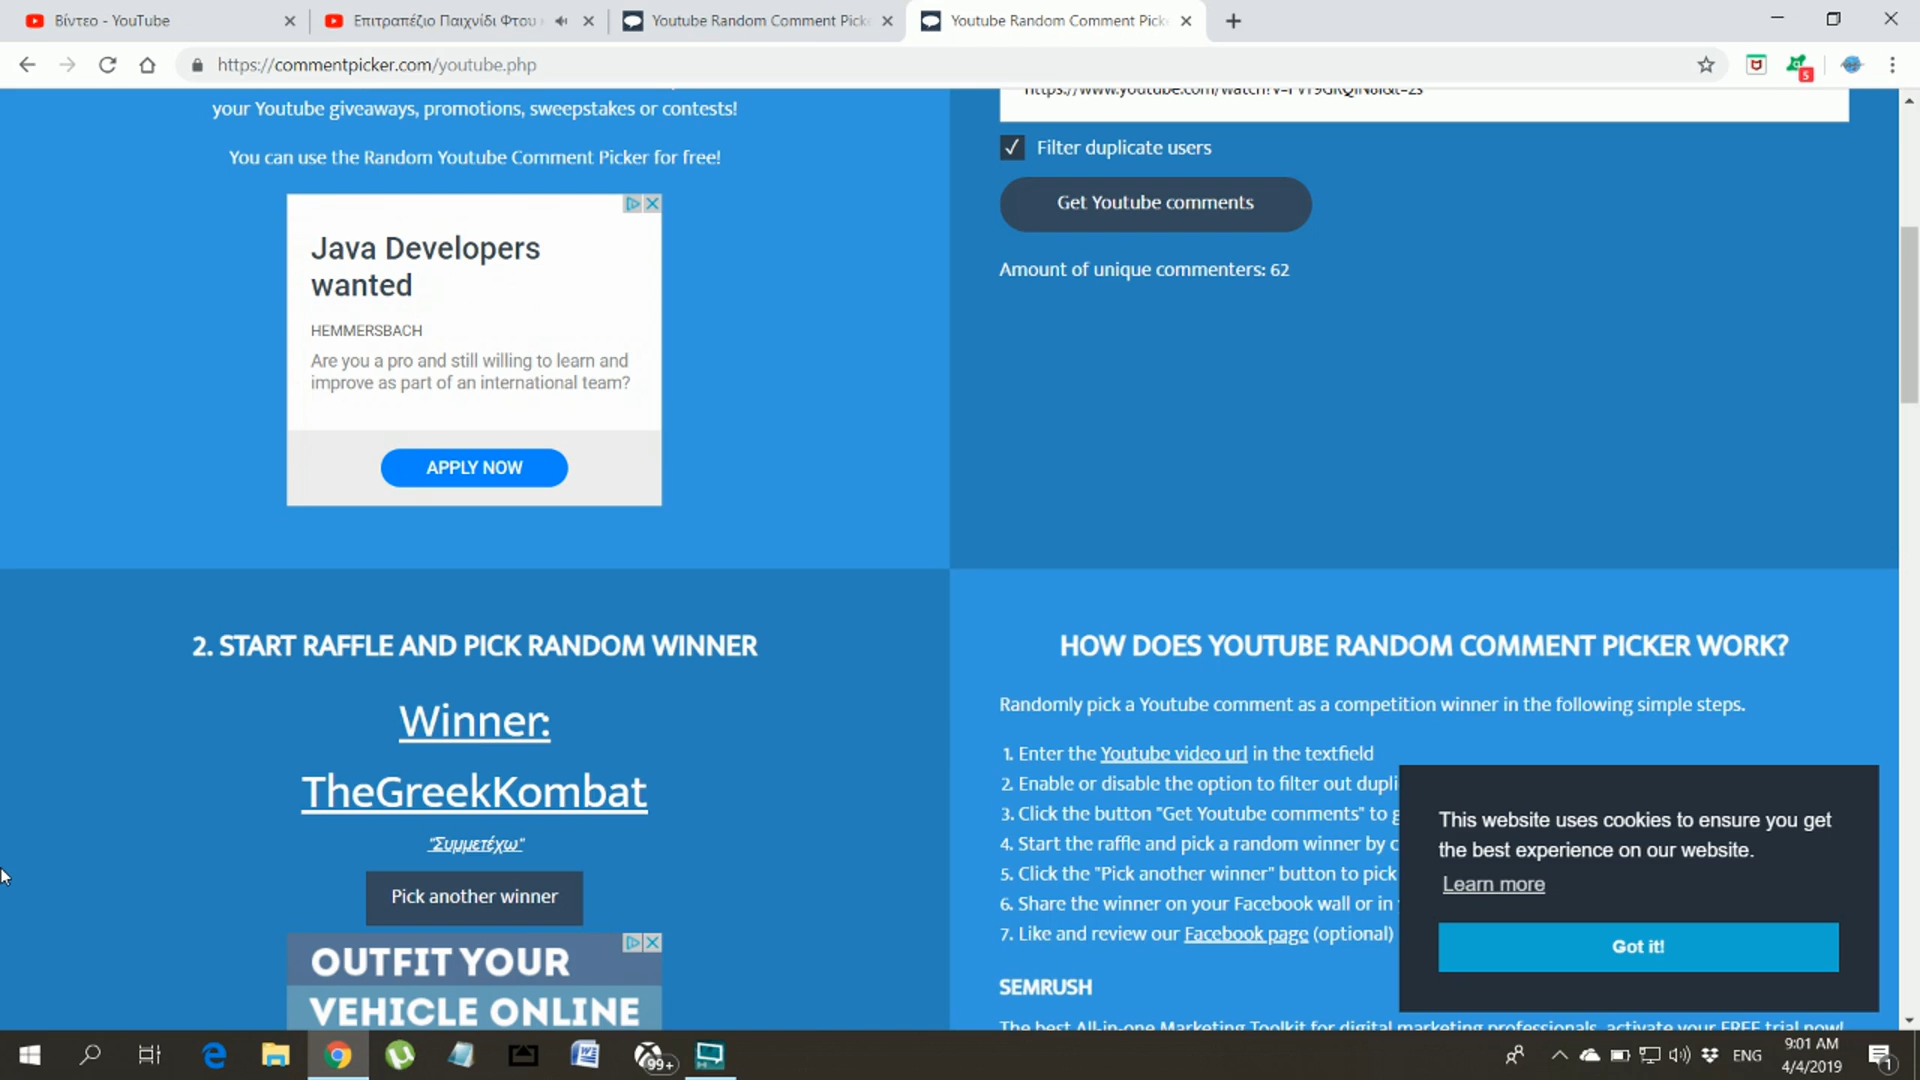 Βίντεο - YouTube
Επιτραπέζιο Παιχνίδι Φτου
Youtube Random Comment Pick
Youtube Random Comment Pick
https://commentpicker.com/youtube.php
5
your Youtube giveaways, promotions, sweepstakes or contests!
You can use the Random Youtube Comment Picker for free!
Java Developers
wanted
HEMMERSBACH
Are you a pro and still willing to learn and
improve as part of an international team?
APPLY NOW
Filter duplicate users
Get Youtube comments
Amount of unique commenters: 62
2. START RAFFLE AND PICK RANDOM WINNER
Winner:
TheGreekKombat
"Συμμετέχω"
Pick another winner
OUTFIT YOUR
VEHICLE ONLINE
HOW DOES YOUTUBE RANDOM COMMENT PICKER WORK?
Randomly pick a Youtube comment as a competition winner in the following simple steps.
1. Enter the Youtube video url in the textfield
2. Enable or disable the option to filter out dupli
3. Click the button "Get Youtube comments" to g
4. Start the raffle and pick a random winner by c
5. Click the "Pick another winner" button to pick
6. Share the winner on your Facebook wall or in
7. Like and review our Facebook page (optional)
SEMRUSH
The best All-in-one Marketing Toolkit for digital marketing professionals, activate your FREE trial now!
This website uses cookies to ensure you get
the best experience on our website.
Learn more
Got it!
99+
ENG
9:01 AM
4/4/2019
1